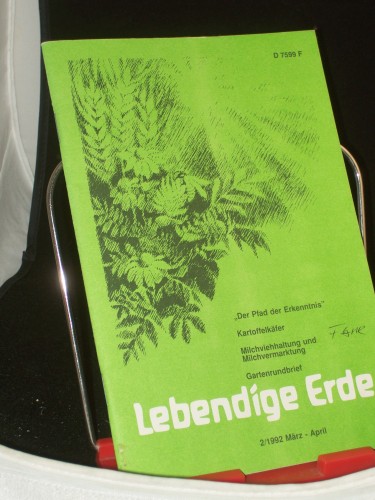 D 7599 F
„Der Pfad der Erkenntnis"
Kartoffelkäfer
Milchviehhaltung und
Milchvermarktung
Gartenrundbrief
Lebendige Erde
2/1992 März - April